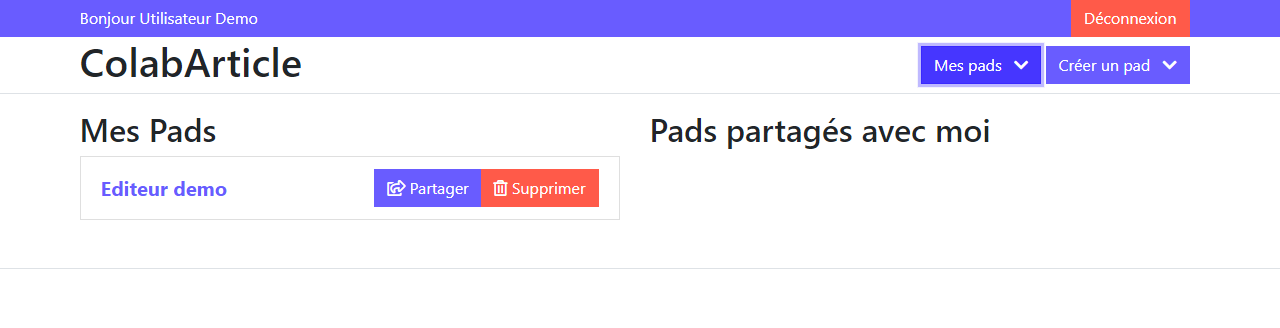 Bonjour Utilisateur Demo
Déconnexion
ColabArticle
Mes pads
Créer un pad
Mes Pads
Pads partagés avec moi
Editeur demo
Partager
Supprimer